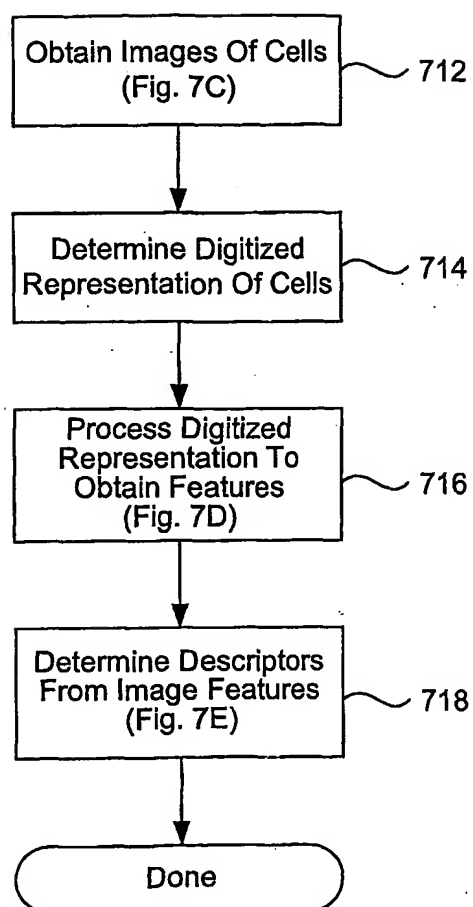 Obtain Images Of Cells
(Fig. 7C)
712
Determine Digitized
Representation Of Cells
714
Process Digitized
Representation To
Obtain Features
(Fig. 7D)
716
Determine Descriptors
From Image Features
(Fig. 7E)
718
Done